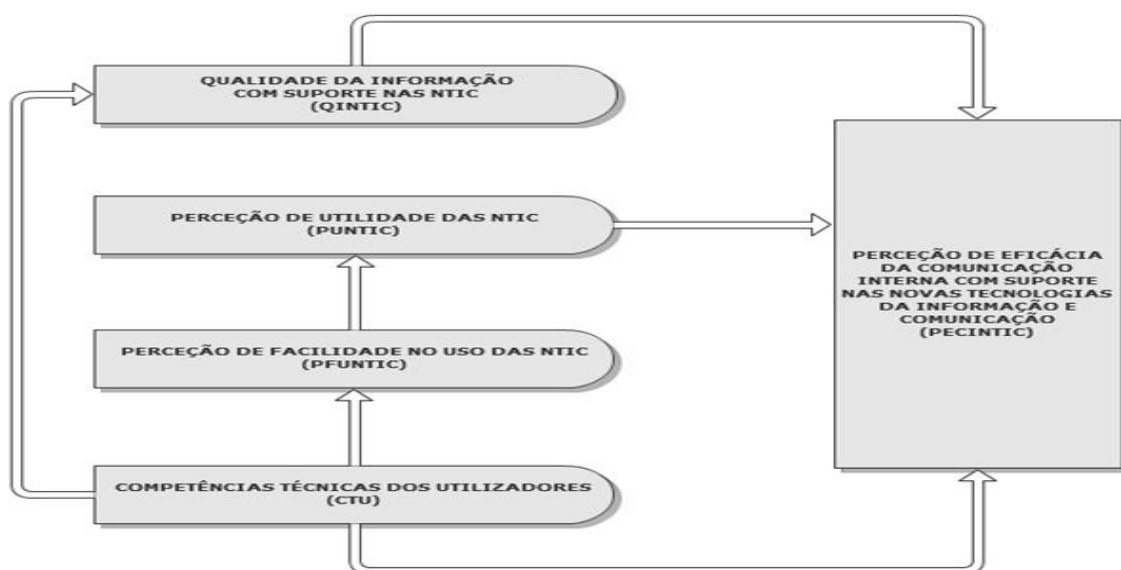 QUALIDADE DA INFORMAÇÃO
COM SUPORTE NAS NTIC
(QINTIC)
PERCEÇÃO DE UTILIDADE DAS NTIC
(PUNTIC)
PERCEÇÃO DE FACILIDADE NO USO DAS NTIC
(PFUNTIC)
COMPETÊNCIAS TÉCNICAS DOS UTILIZADORES
(CTU)
PERCEÇÃO DE EFICÁCIA
DA COMUNICAÇÃO
INTERNA COM SUPORTE
NAS NOVAS TECNOLOGIAS
DA INFORMAÇÃO E
COMUNICAÇÃO
(PECINTIC)